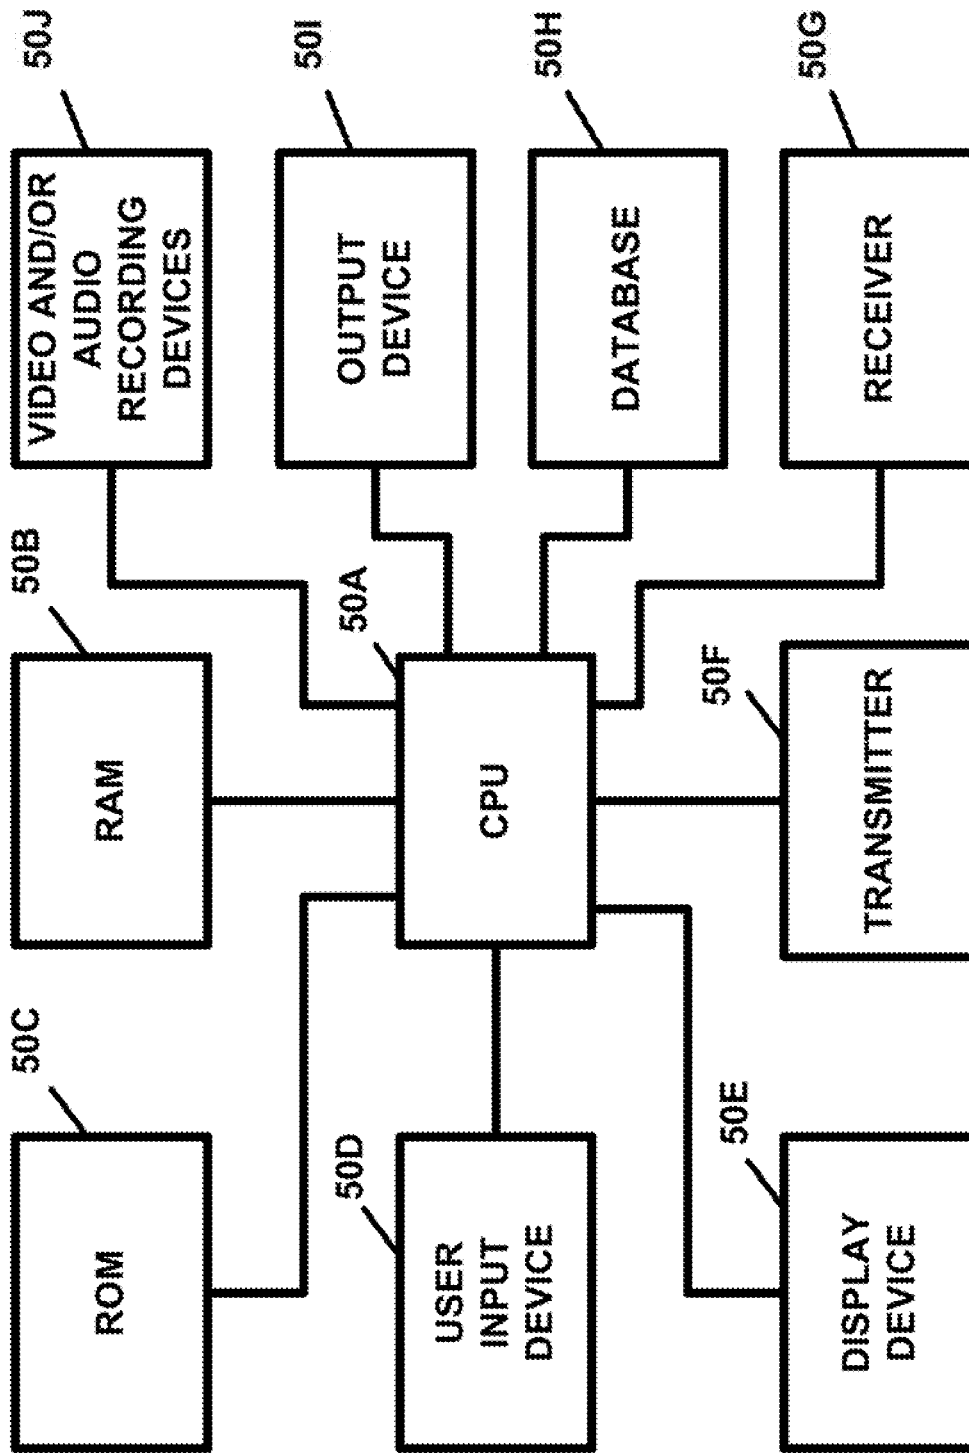 50C
ROM
50B
RAM
50J
VIDEO AND/OR
AUDIO
RECORDING
DEVICES
50D
USER
INPUT
DEVICE
50A
CPU
50I
OUTPUT
DEVICE
50H
DATABASE
50E
DISPLAY
DEVICE
50F
TRANSMITTER
50G
RECEIVER